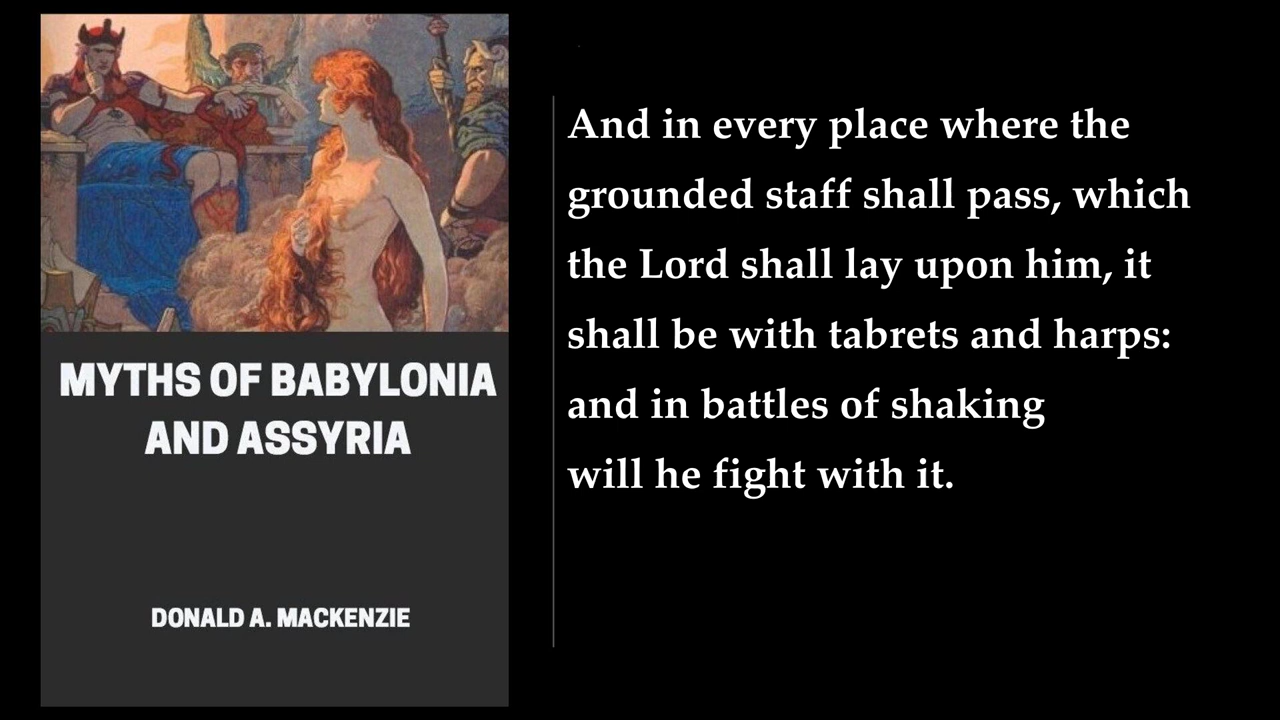 MYTHS OF BABYLONIA
AND ASSYRIA
DONALD A. MACKENZIE
And in every place where the
grounded staff shall pass, which
the Lord shall lay upon him, it
shall be with tabrets and harps:
and in battles of shaking
will he fight with it.